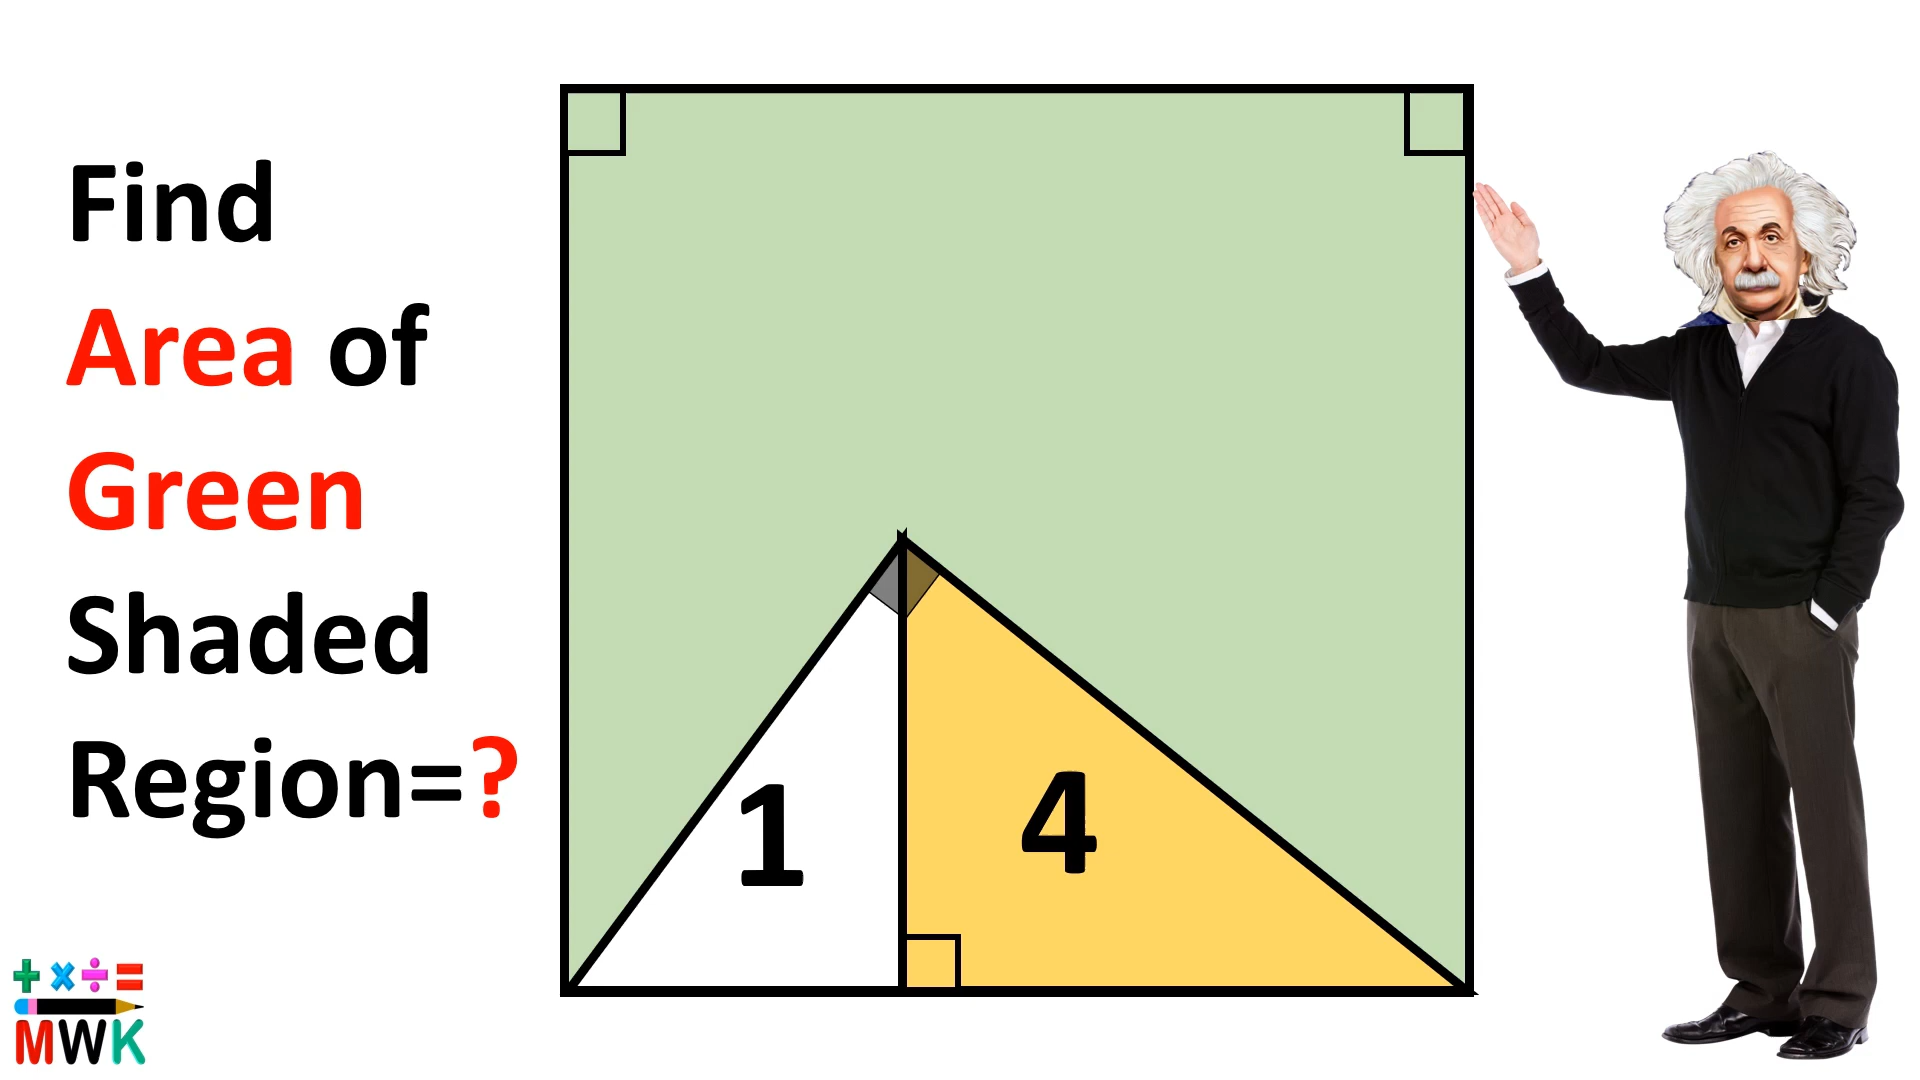 Find
Area of
Green
Shaded
Region=?
1
4
+×÷=
MWK